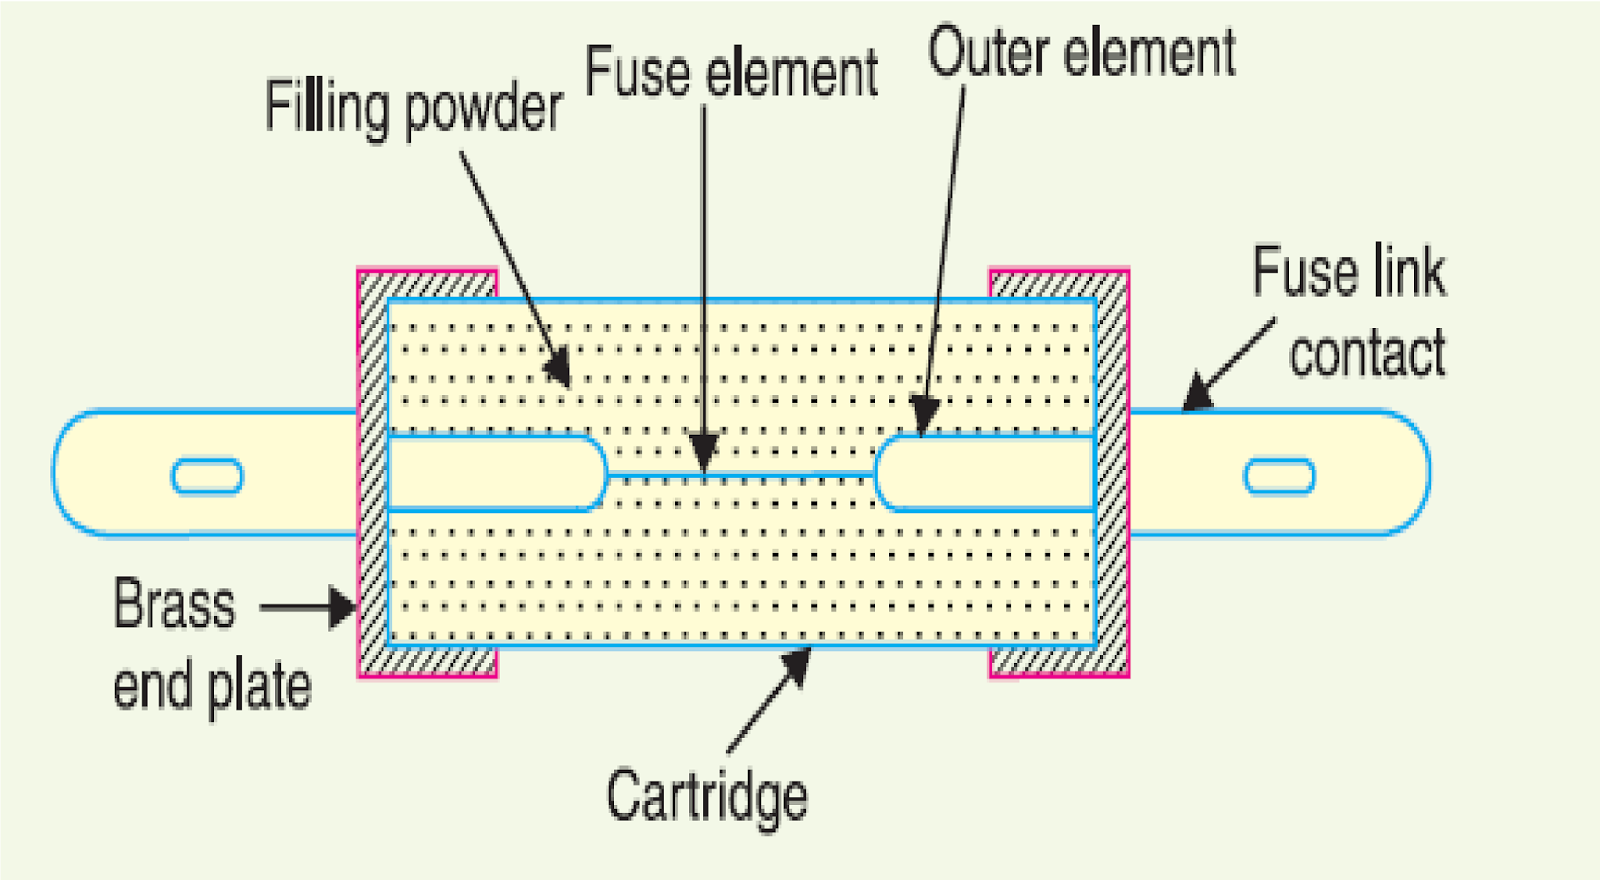 Filling powder
Fuse element
Outer element
Fuse link
contact
Brass
end plate
Cartridge